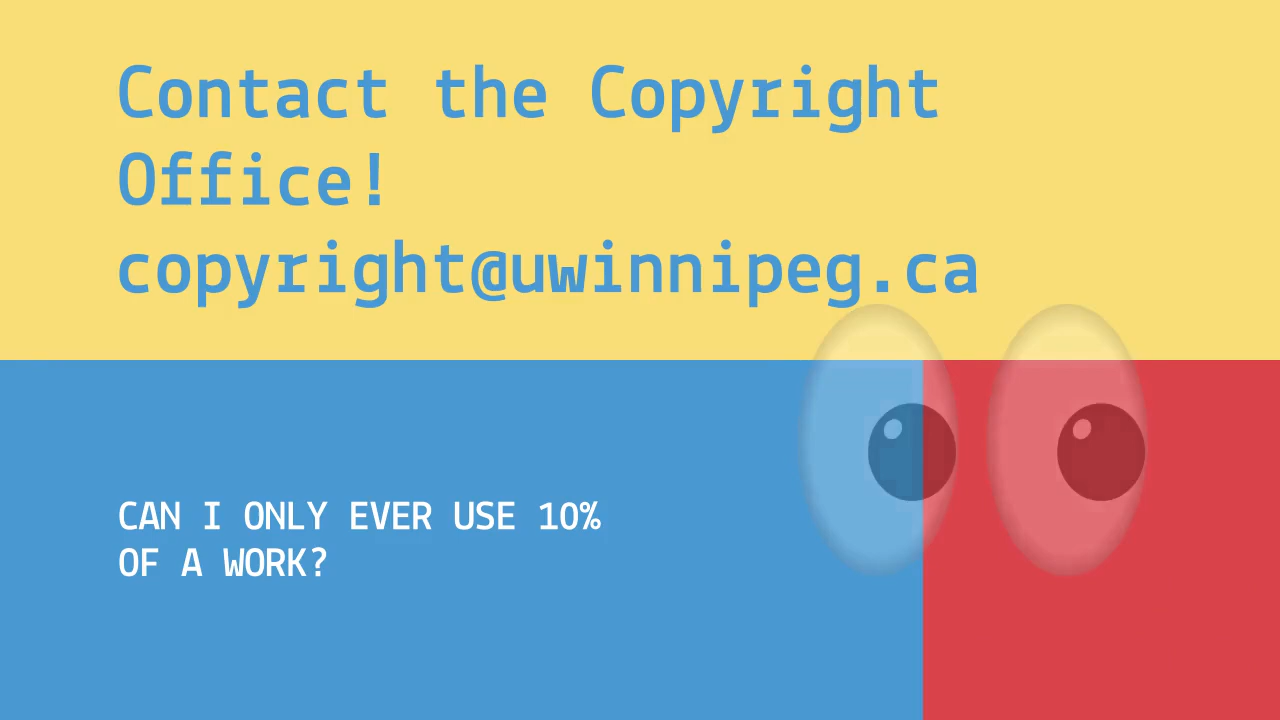 Contact the Copyright
Office!
copyright@uwinnipeg.ca
CAN I ONLY EVER USE 10%
OF A WORK?